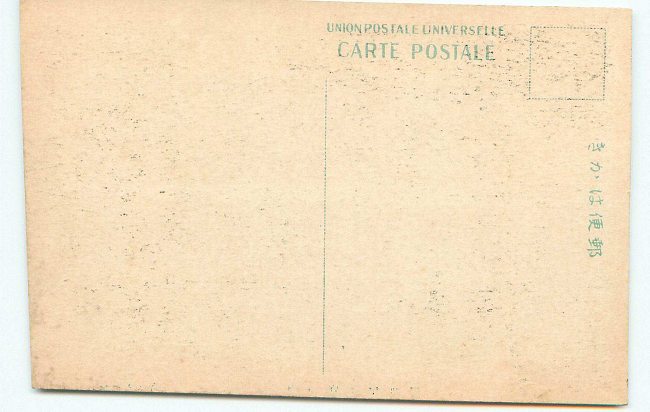 UNION POSTALE UNIVERSELLE
CARTE POSTALE
郵便はかき